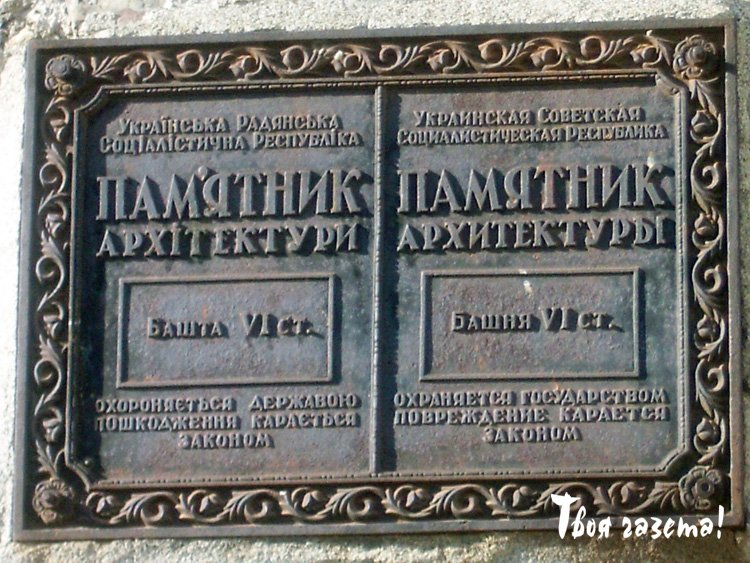 Українська Радянська
Соціалістична Республіка
ПАМ'ЯТНИК
АРХІТЕКТУРИ
БАШТА VI СТ.
ОХОРОНЯЄТЬСЯ ДЕРЖАВОЮ
ПОШКОДЖЕННЯ КАРАЄТЬСЯ
ЗАКОНОМ
Украинская Советская
Социалистическая Республика
ПАМЯТНИК
АРХИТЕКТУРЫ
БАШНЯ VI СТ.
ОХРАНЯЕТСЯ ГОСУДАРСТВОМ
ПОВРЕЖДЕНИЕ КАРАЕТСЯ
ЗАКОНОМ
Твоя газета!